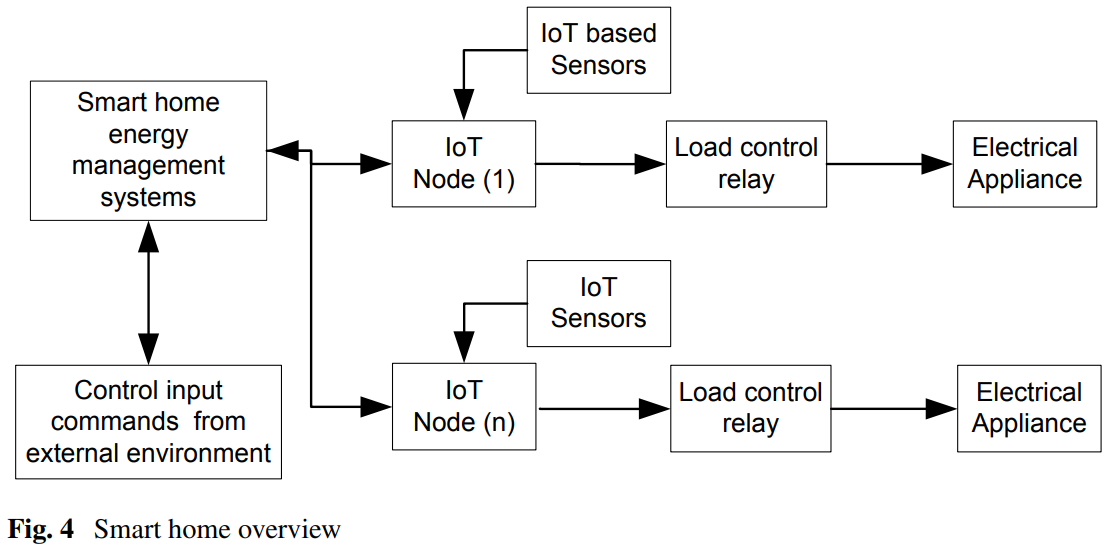 IoT based
Sensors
Smart home
energy
management
systems
IoT
Node (1)
Load control
relay
Electrical
Appliance
IoT
Sensors
Control input
commands from
external environment
IoT
Node (n)
Load control
relay
Electrical
Appliance
Fig. 4 Smart home overview